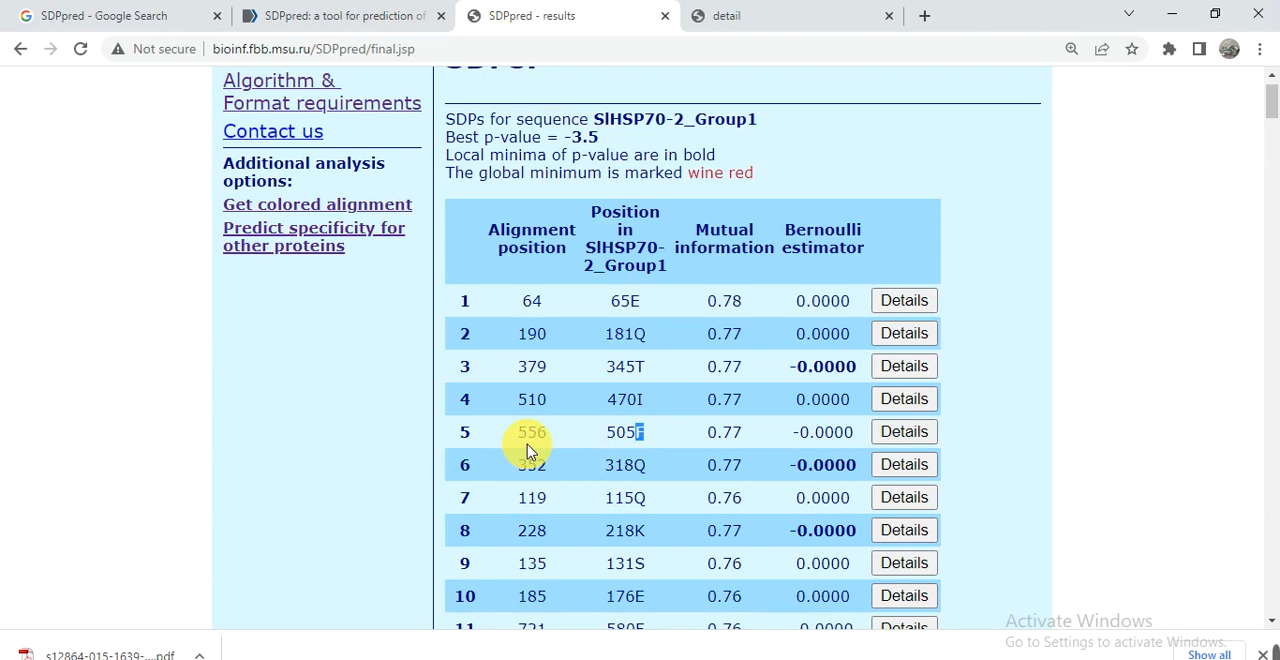 SDPpred - Google Search
SDPpred: a tool for prediction of
SDPpred - results
detail
Not secure
bioinf.fbb.msu.ru/SDPpred/final.jsp
Algorithm &
Format requirements
Contact us
Additional analysis
options:
Get colored alignment
Predict specificity for
other proteins
SDPs for sequence SlHSP70-2_Group1
Best p-value = -3.5
Local minima of p-value are in bold
The global minimum is marked wine red
Alignment position
Position in SlHSP70-2_Group1
Mutual information
Bernoulli estimator
1 64 65E 0.78 0.0000 Details
2 190 181Q 0.77 0.0000 Details
3 379 345T 0.77 -0.0000 Details
4 510 470I 0.77 0.0000 Details
5 556 505F 0.77 -0.0000 Details
6 352 318Q 0.77 -0.0000 Details
7 119 115Q 0.76 0.0000 Details
8 228 218K 0.77 -0.0000 Details
9 135 131S 0.76 0.0000 Details
10 185 176E 0.76 0.0000 Details
Details
Activate Windows
Go to Settings to activate Windows.
s12864-015-1639-....pdf
Show all